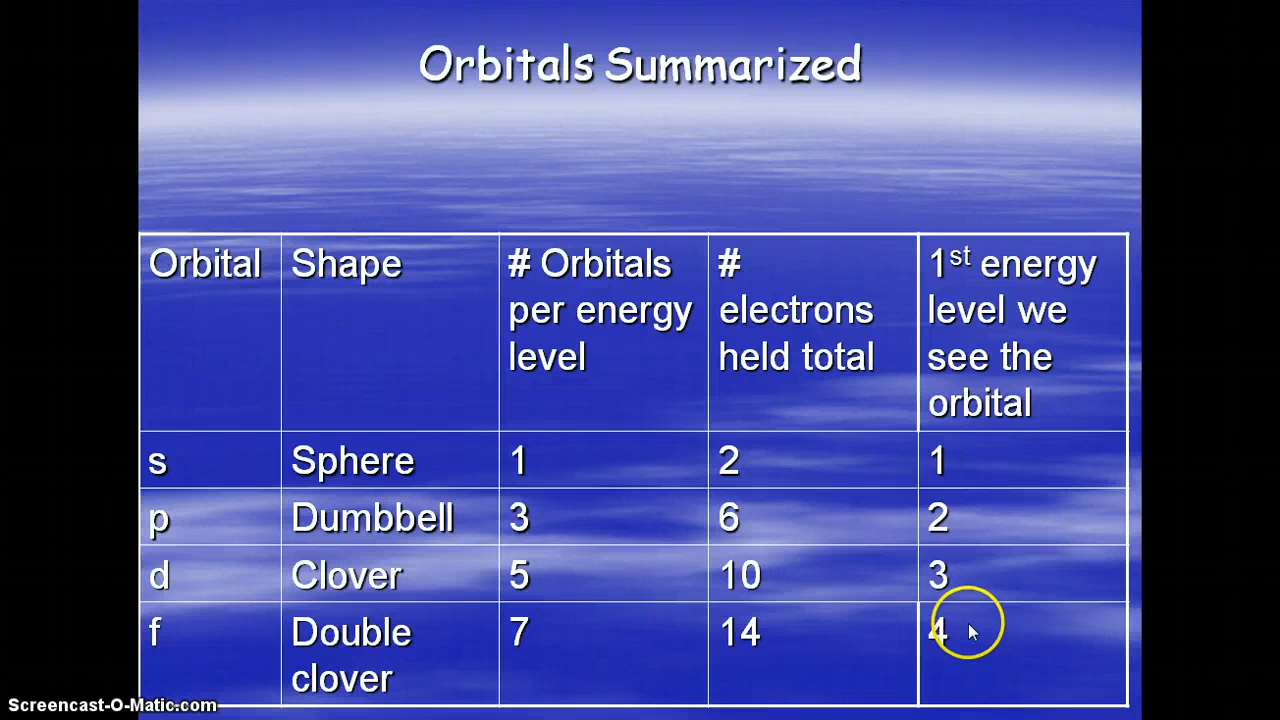 Orbitals Summarized
Orbital
Shape
# Orbitals
per energy
level
#
electrons
held total
1st energy
level we
see the
orbital
s
Sphere
1
2
1
p
Dumbbell
3
6
2
d
Clover
5
10
3
f
Double
clover
7
14
4
Screencast-O-Matic.com